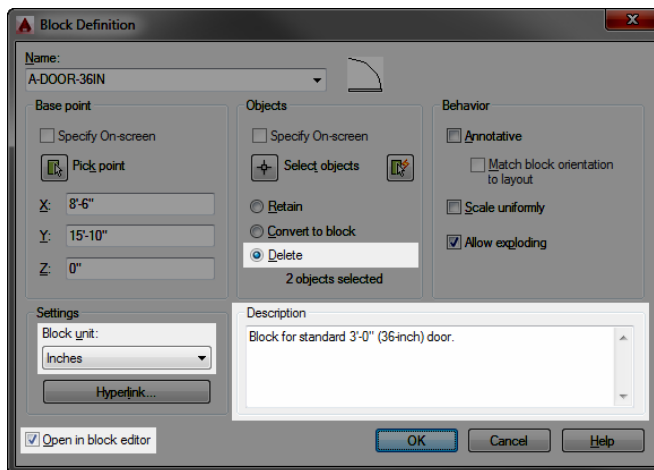 Block Definition
Name:
A-DOOR-36IN
Base point
Specify On-screen
Pick point
X: 8'-6"
Y: 15'-10"
Z: 0"
Objects
Specify On-screen
Select objects
Retain
Convert to block
Delete
2 objects selected
Behavior
Annotative
Match block orientation
to layout
Scale uniformly
Allow exploding
Settings
Block unit:
Inches
Hyperlink...
Description
Block for standard 3'-0" (36-inch) door.
Open in block editor
OK Cancel Help